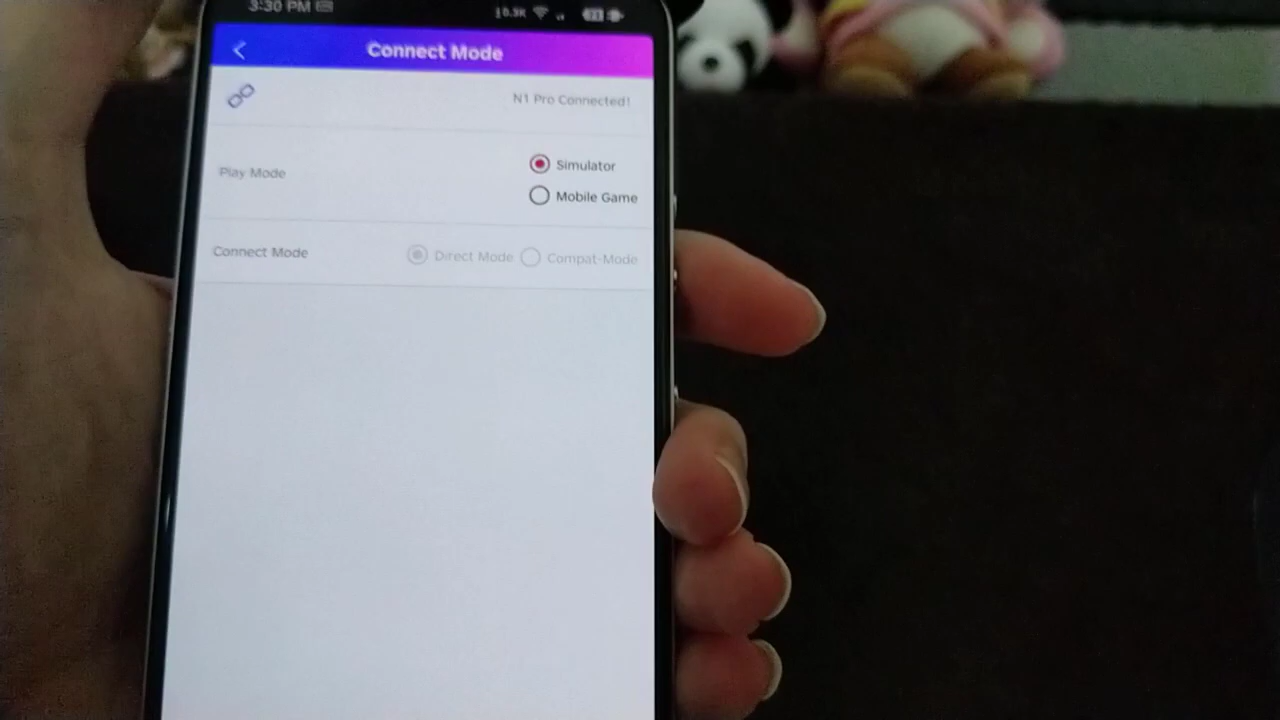 3:30 PM
Connect Mode
N1 Pro Connected!
Play Mode
Simulator
Mobile Game
Connect Mode
Direct Mode
Compat-Mode